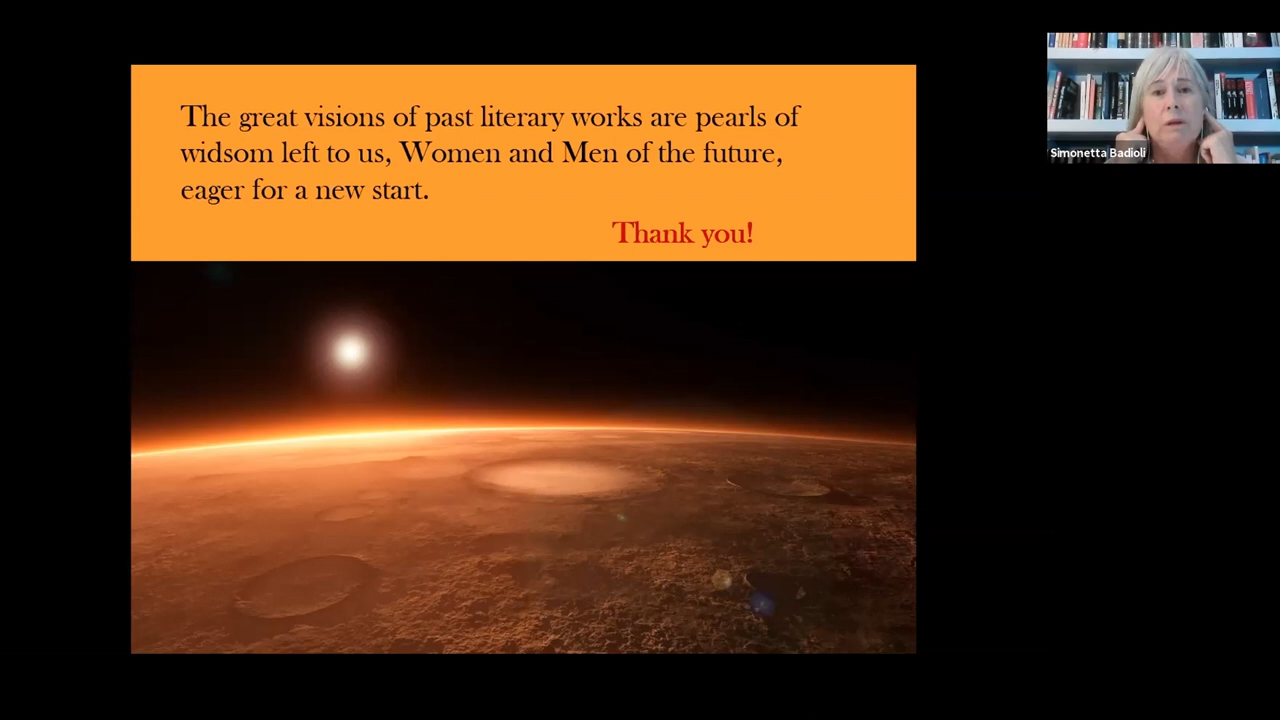 The great visions of past literary works are pearls of
widsom left to us, Women and Men of the future,
eager for a new start.
Thank you!
Simonetta Badioli